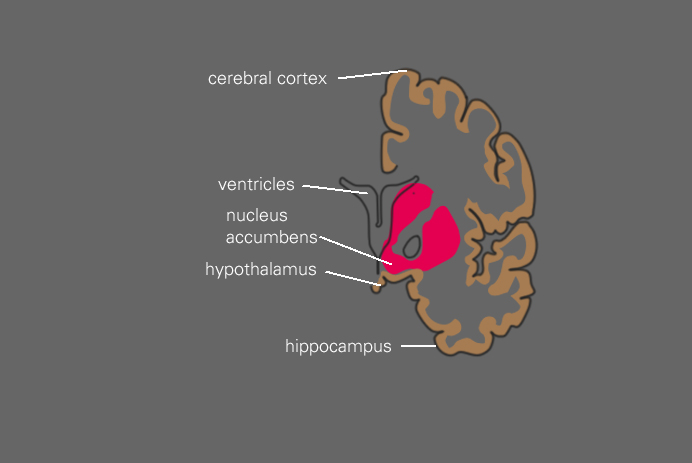 cerebral cortex
ventricles
nucleus
accumbens
hypothalamus
hippocampus